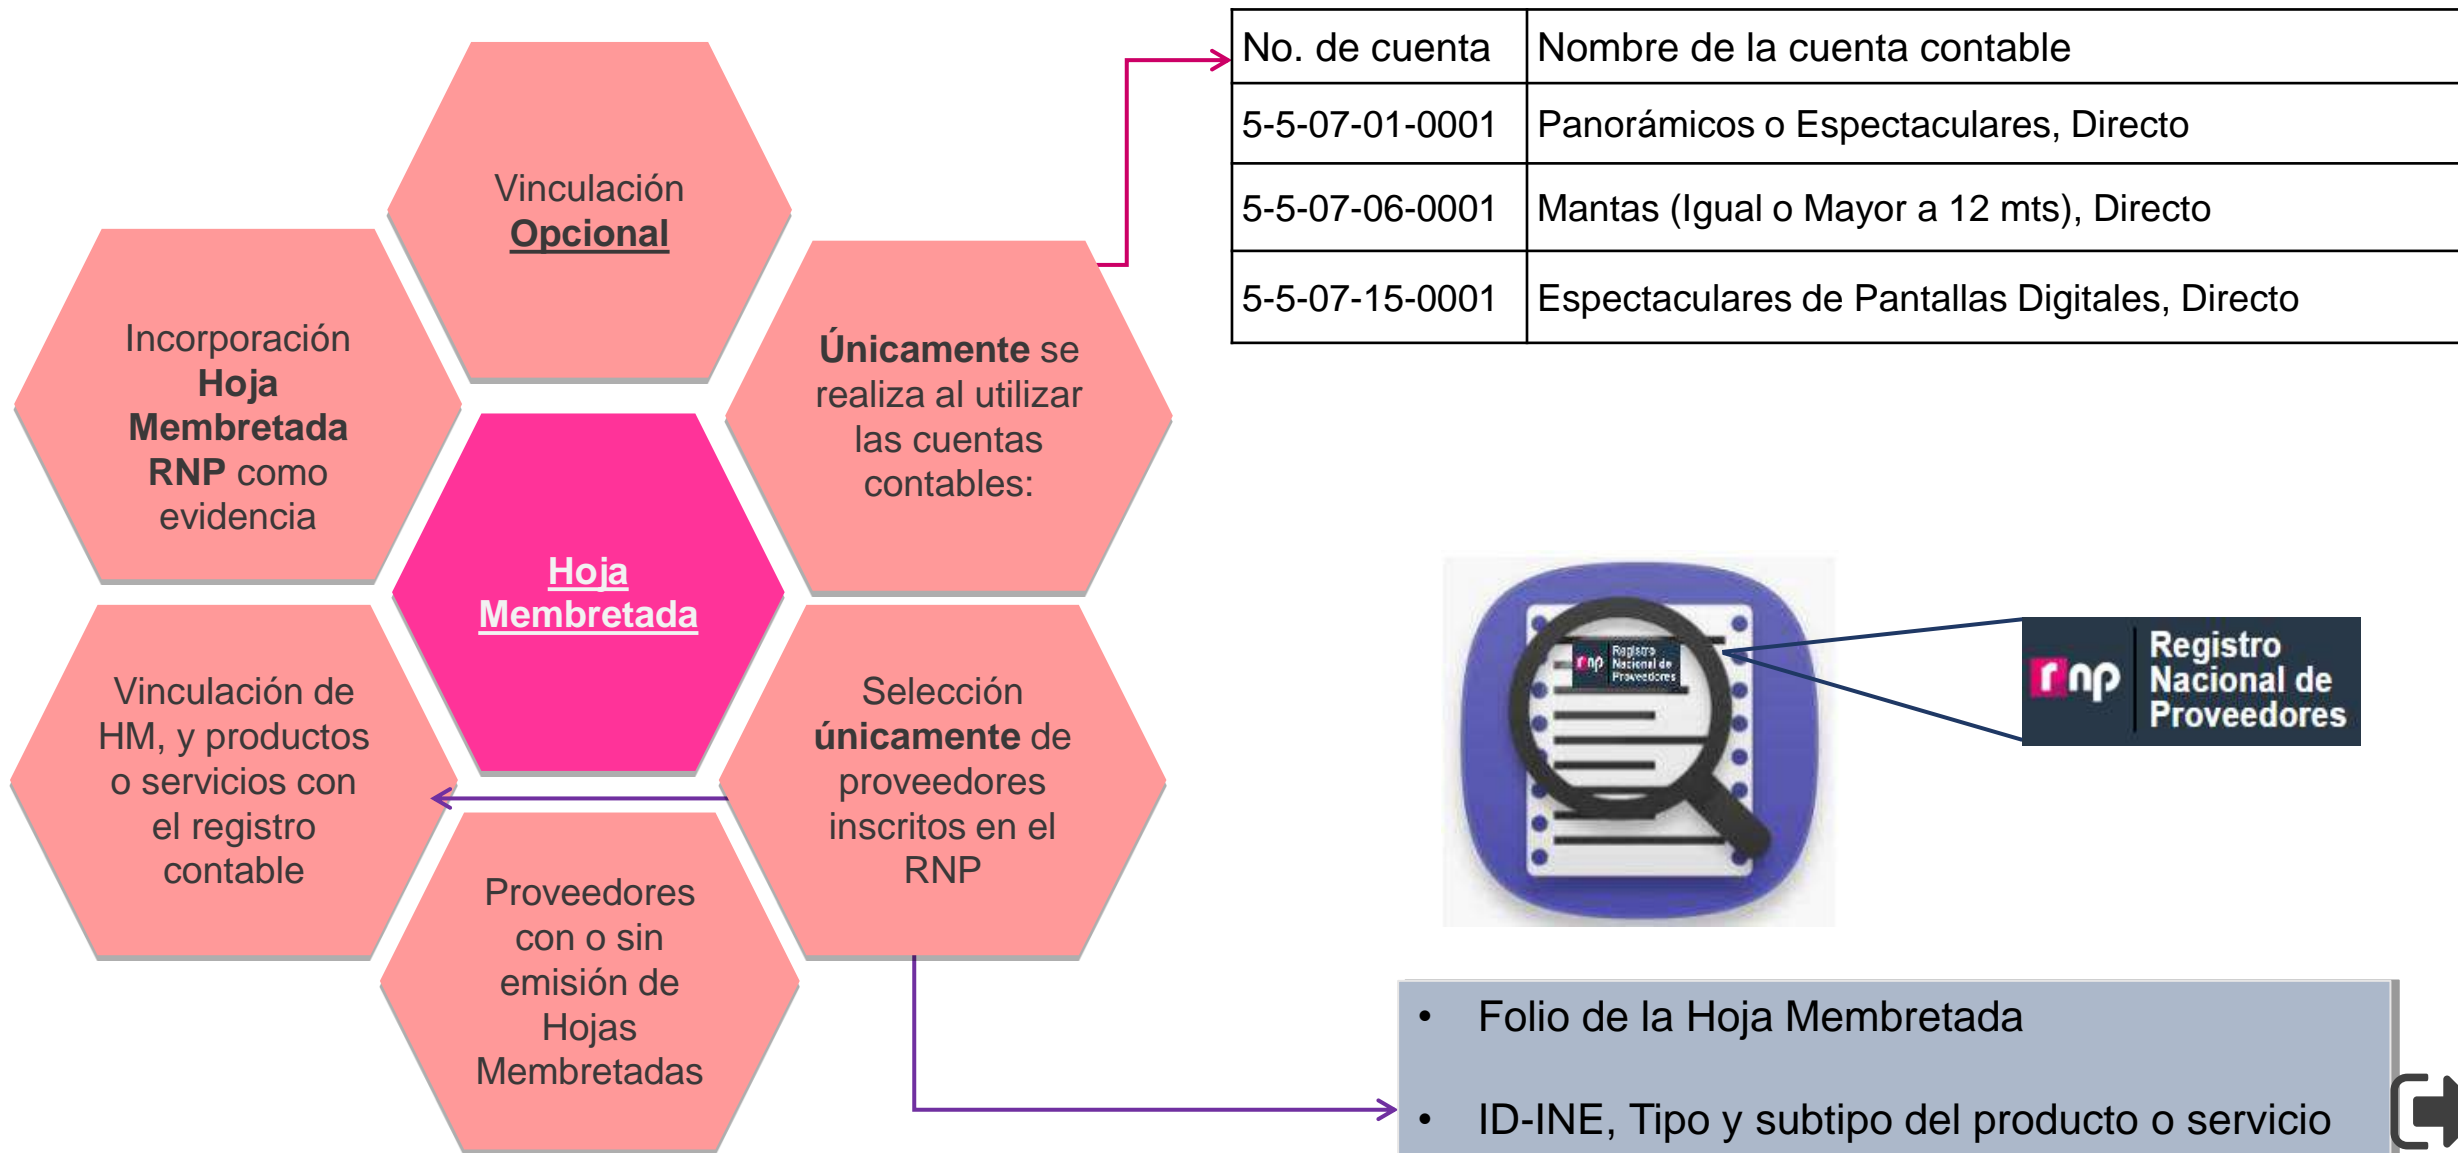 Vinculación
Opcional
Incorporación
Hoja
Membretada
RNP como
evidencia
Únicamente se
realiza al utilizar
las cuentas
contables:
Hoja
Membretada
Vinculación de
HM, y productos
o servicios con
el registro
contable
Selección
únicamente de
proveedores
inscritos en el
RNP
Proveedores
con o sin
emisión de
Hojas
Membretadas
No. de cuenta Nombre de la cuenta contable
5-5-07-01-0001 Panorámicos o Espectaculares, Directo
5-5-07-06-0001 Mantas (Igual o Mayor a 12 mts), Directo
5-5-07-15-0001 Espectaculares de Pantallas Digitales, Directo
rnp
Registro
Nacional de
Proveedores
rnp
Registro
Nacional de
Proveedores
• Folio de la Hoja Membretada
• ID-INE, Tipo y subtipo del producto o servicio